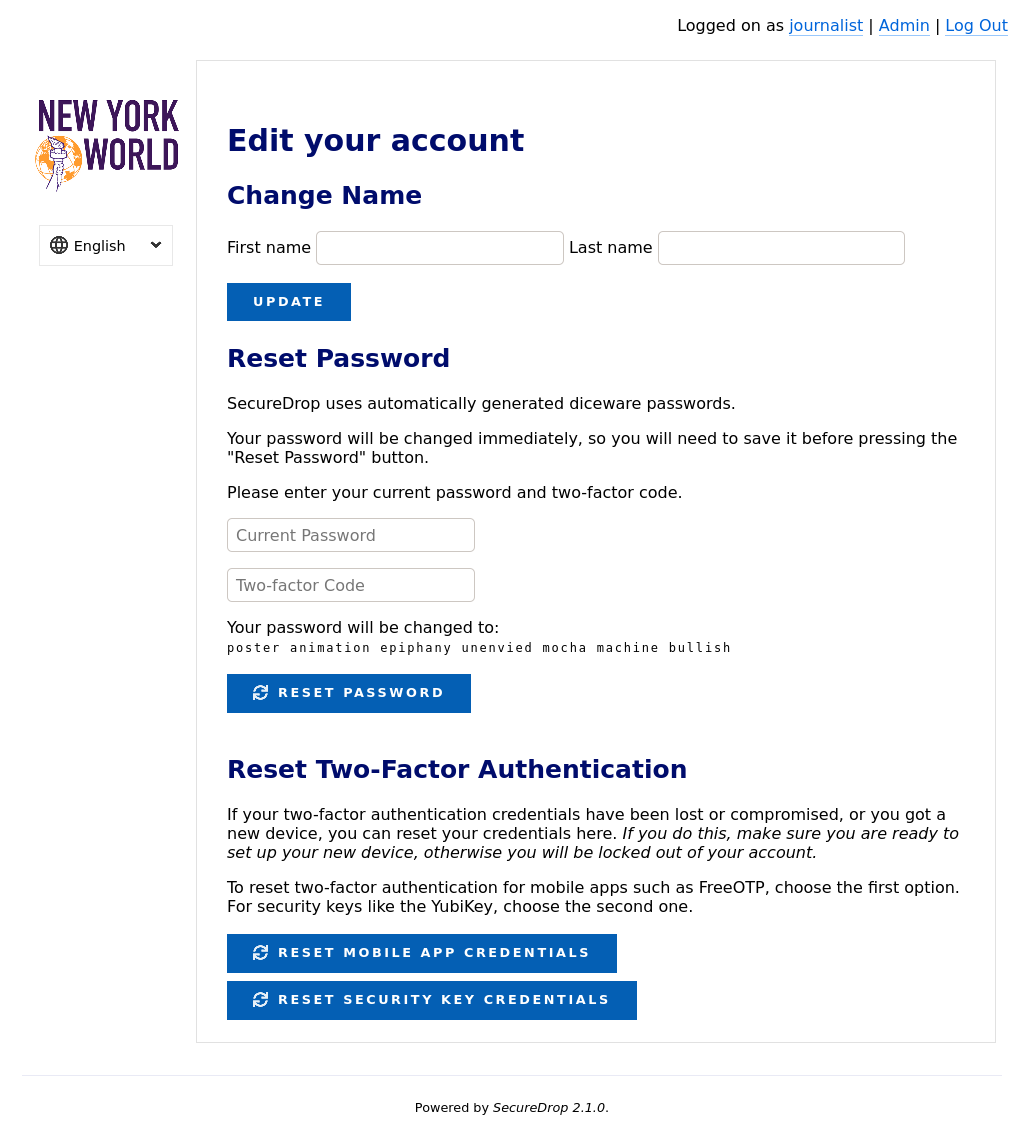 Logged on as journalist | Admin | Log Out
NEW YORK
WORLD
English
Edit your account
Change Name
First name Last name
UPDATE
Reset Password
SecureDrop uses automatically generated diceware passwords.
Your password will be changed immediately, so you will need to save it before pressing the
"Reset Password" button.
Please enter your current password and two-factor code.
Current Password
Two-factor Code
Your password will be changed to:
poster animation epiphany unenvied mocha machine bullish
RESET PASSWORD
Reset Two-Factor Authentication
If your two-factor authentication credentials have been lost or compromised, or you got a
new device, you can reset your credentials here. If you do this, make sure you are ready to
set up your new device, otherwise you will be locked out of your account.
To reset two-factor authentication for mobile apps such as FreeOTP, choose the first option.
For security keys like the YubiKey, choose the second one.
RESET MOBILE APP CREDENTIALS
RESET SECURITY KEY CREDENTIALS
Powered by SecureDrop 2.1.0.